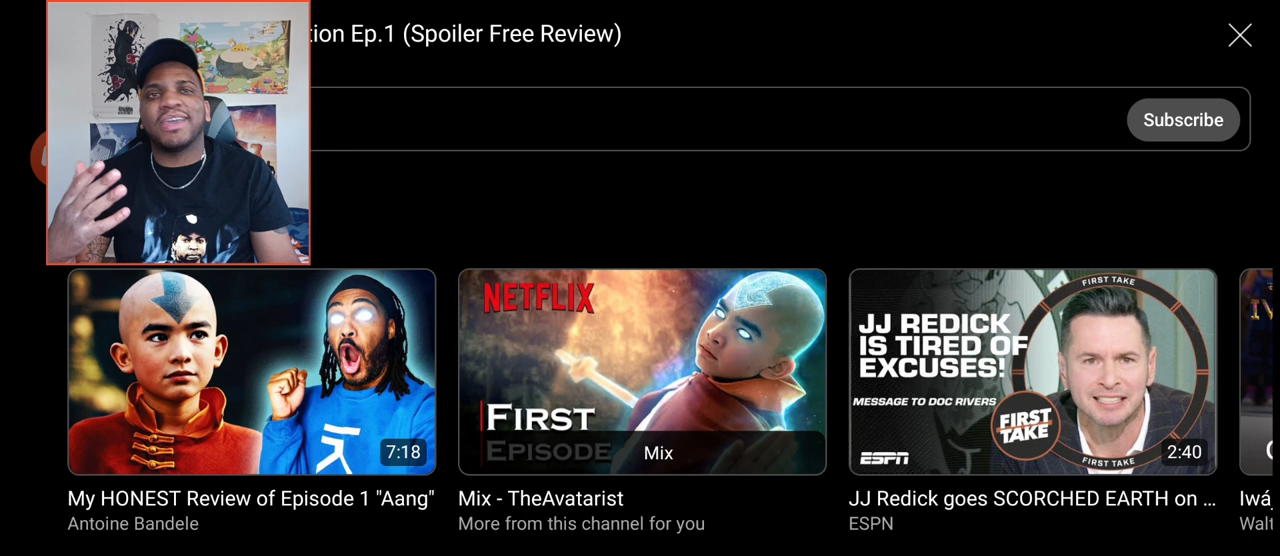 tion Ep.1 (Spoiler Free Review)
Subscribe
7:18
NETFLIX
FIRST
EPISODE
Mix
JJ REDICK
IS TIRED OF
EXCUSES!
MESSAGE TO DOC RIVERS
FIRST TAKE
FIRST
TAKE
FIRST TAKE
ESPN
2:40
My HONEST Review of Episode 1 "Aang"
Antoine Bandele
Mix - TheAvatarist
More from this channel for you
JJ Redick goes SCORCHED EARTH on ...
ESPN
Iwá
Walt